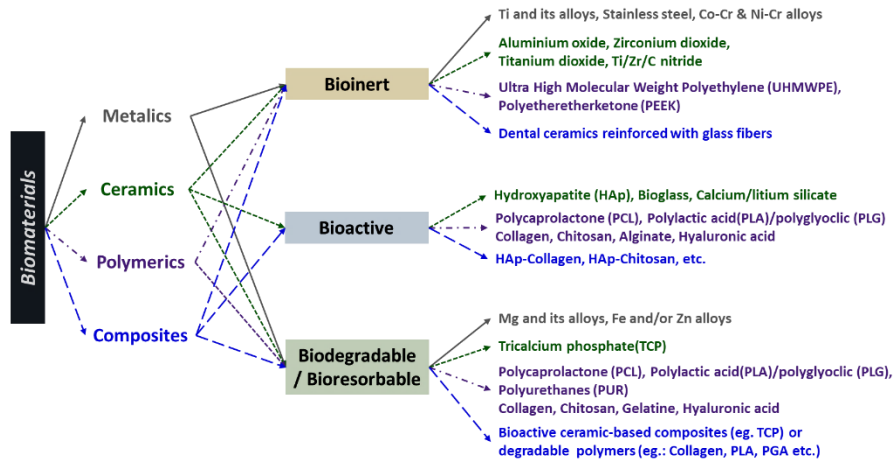 Biomaterials
Metalics
Ceramics
Polymerics
Composites
Bioinert
Bioactive
Biodegradable
/ Bioresorbable
Ti and its alloys, Stainless steel, Co-Cr & Ni-Cr alloys
Aluminium oxide, Zirconium dioxide,
Titanium dioxide, Ti/Zr/C nitride
Ultra High Molecular Weight Polyethylene (UHMWPE),
Polyetheretherketone (PEEK)
Dental ceramics reinforced with glass fibers
Hydroxyapatite (HAp), Bioglass, Calcium/litium silicate
Polycaprolactone (PCL), Polylactic acid(PLA)/polyglyoclic (PLG)
Collagen, Chitosan, Alginate, Hyaluronic acid
HAp-Collagen, HAp-Chitosan, etc.
Mg and its alloys, Fe and/or Zn alloys
Tricalcium phosphate(TCP)
Polycaprolactone (PCL), Polylactic acid(PLA)/polyglyoclic (PLG),
Polyurethanes (PUR)
Collagen, Chitosan, Gelatine, Hyaluronic acid
Bioactive ceramic-based composites (eg. TCP) or
degradable polymers (eg.: Collagen, PLA, PGA etc.)